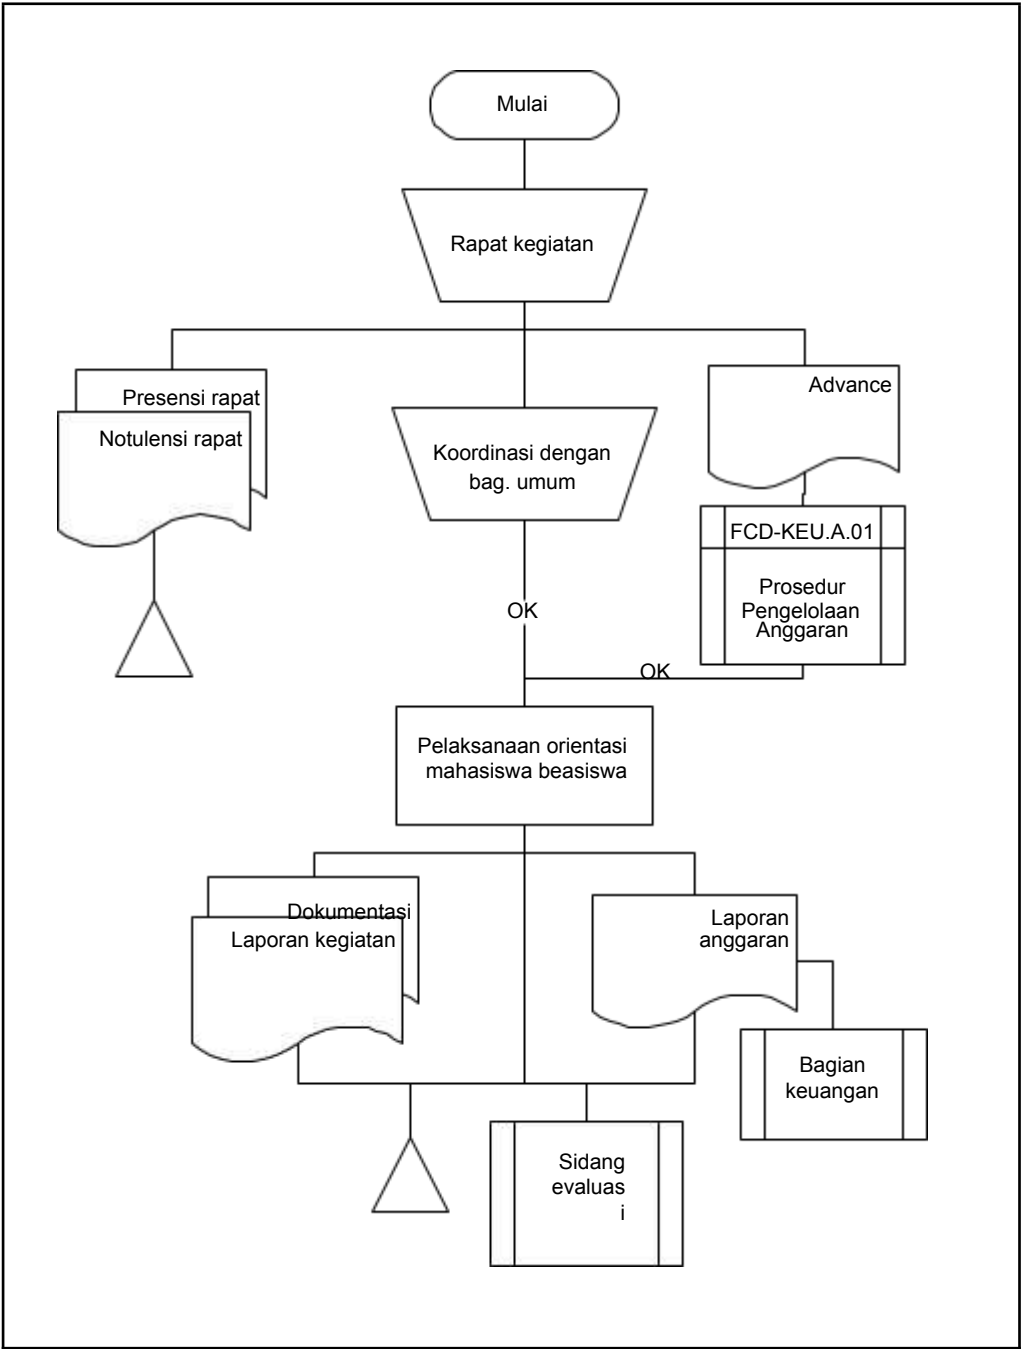 Mulai
Rapat kegiatan
Presensi rapat
Notulensi rapat
Koordinasi dengan
bag. umum
Advance
FCD-KEU.A.01
Prosedur
Pengelolaan
Anggaran
OK
OK
Pelaksanaan orientasi
mahasiswa beasiswa
Dokumentasi
Laporan kegiatan
Laporan
anggaran
Bagian
keuangan
Sidang
evaluas
i